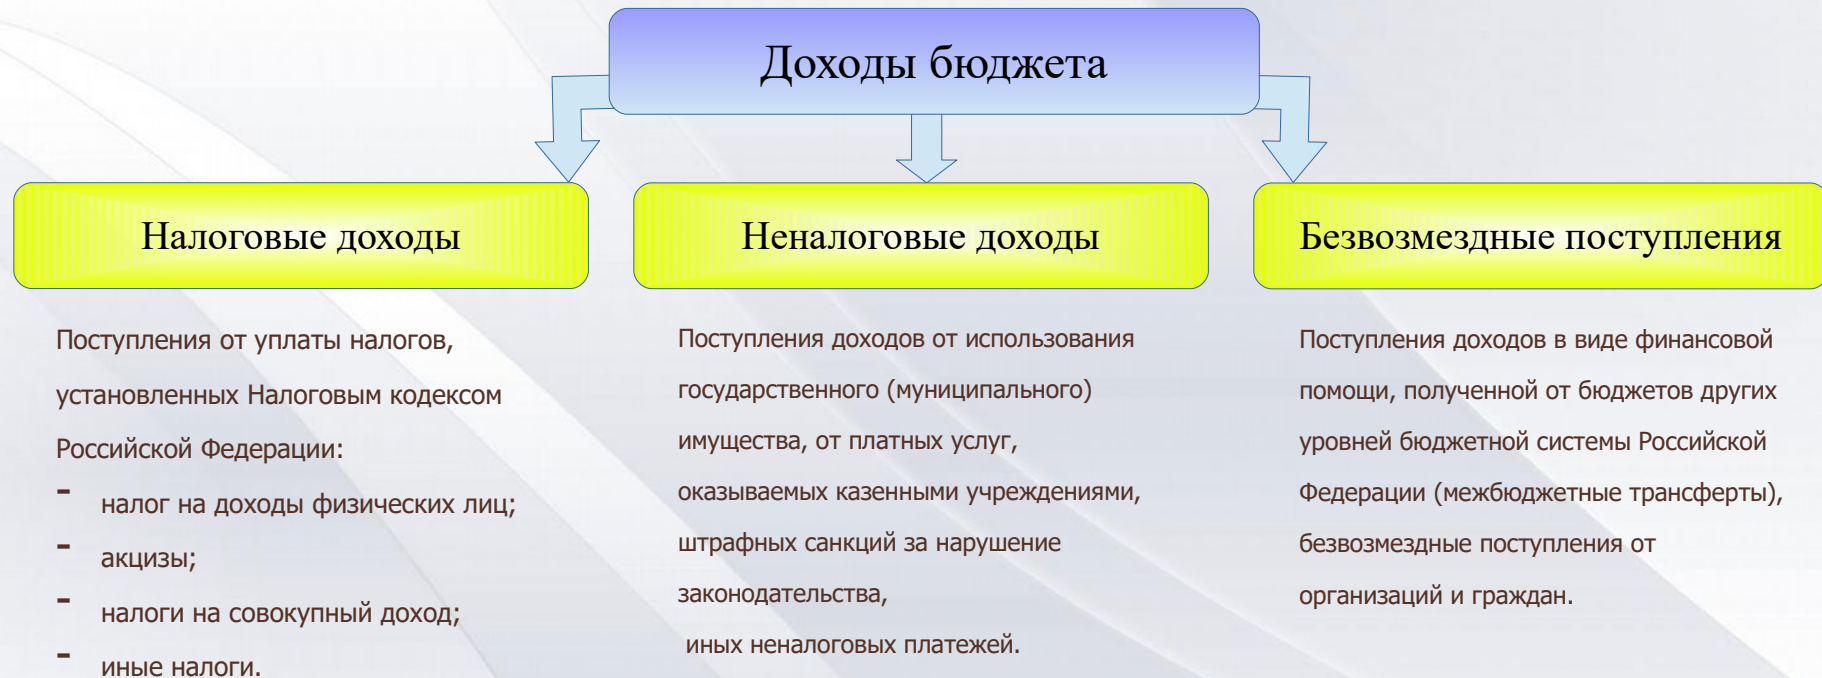 Доходы бюджета
Налоговые доходы
Неналоговые доходы
Безвозмездные поступления
Поступления от уплаты налогов,
установленных Налоговым кодексом
Российской Федерации:
- налог на доходы физических лиц;
- акцизы;
- налоги на совокупный доход;
- иные налоги.
Поступления доходов от использования
государственного (муниципального)
имущества, от платных услуг,
оказываемых казенными учреждениями,
штрафных санкций за нарушение
законодательства,
иных неналоговых платежей.
Поступления доходов в виде финансовой
помощи, полученной от бюджетов других
уровней бюджетной системы Российской
Федерации (межбюджетные трансферты),
безвозмездные поступления от
организаций и граждан.